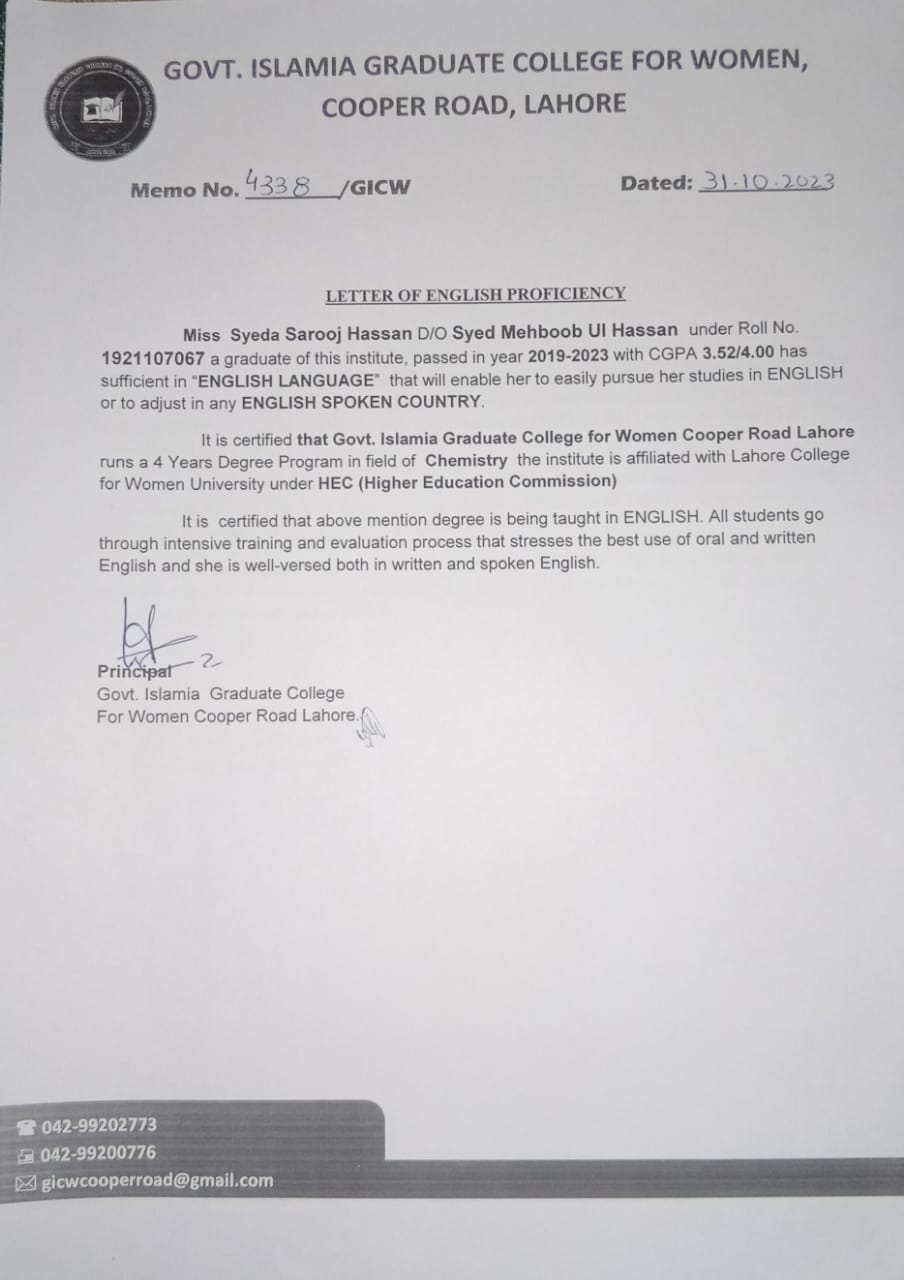 GOVT. ISLAMIA GRADUATE COLLEGE FOR WOMEN,
COOPER ROAD, LAHORE
Memo No. 4338 /GICW
Dated: 31.10.2023
LETTER OF ENGLISH PROFICIENCY
Miss Syeda Sarooj Hassan D/O Syed Mehboob Ul Hassan under Roll No.
1921107067 a graduate of this institute, passed in year 2019-2023 with CGPA 3.52/4.00 has
sufficient in “ENGLISH LANGUAGE” that will enable her to easily pursue her studies in ENGLISH
or to adjust in any ENGLISH SPOKEN COUNTRY.
It is certified that Govt. Islamia Graduate College for Women Cooper Road Lahore
runs a 4 Years Degree Program in field of Chemistry the institute is affiliated with Lahore College
for Women University under HEC (Higher Education Commission)
It is certified that above mention degree is being taught in ENGLISH. All students go
through intensive training and evaluation process that stresses the best use of oral and written
English and she is well-versed both in written and spoken English.
Principal
Govt. Islamia Graduate College
For Women Cooper Road Lahore.
042-99202773
042-99200776
gicwcooperroad@gmail.com